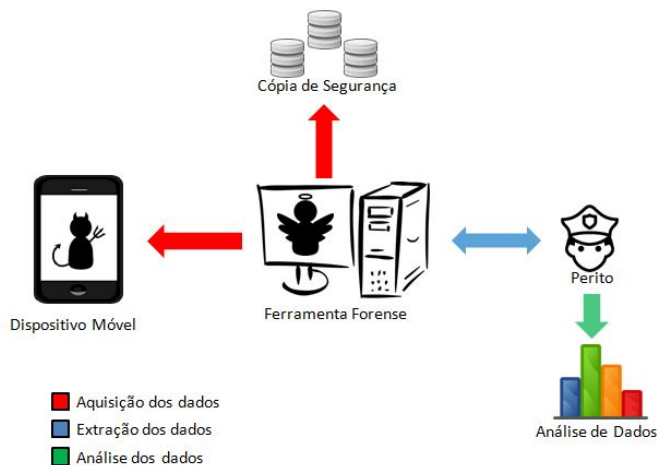 Cópia de Segurança
Dispositivo Móvel
Ferramenta Forense
Perito
Análise de Dados
Aquisição dos dados
Extração dos dados
Análise dos dados